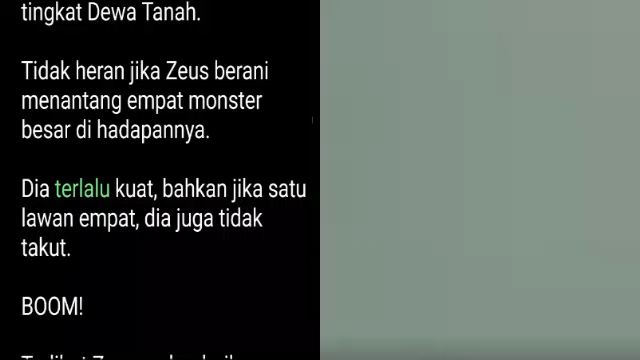 tingkat Dewa Tanah.
Tidak heran jika Zeus berani
menantang empat monster
besar di hadapannya.
Dia terlalu kuat, bahkan jika satu
lawan empat, dia juga tidak
takut.
BOOM!